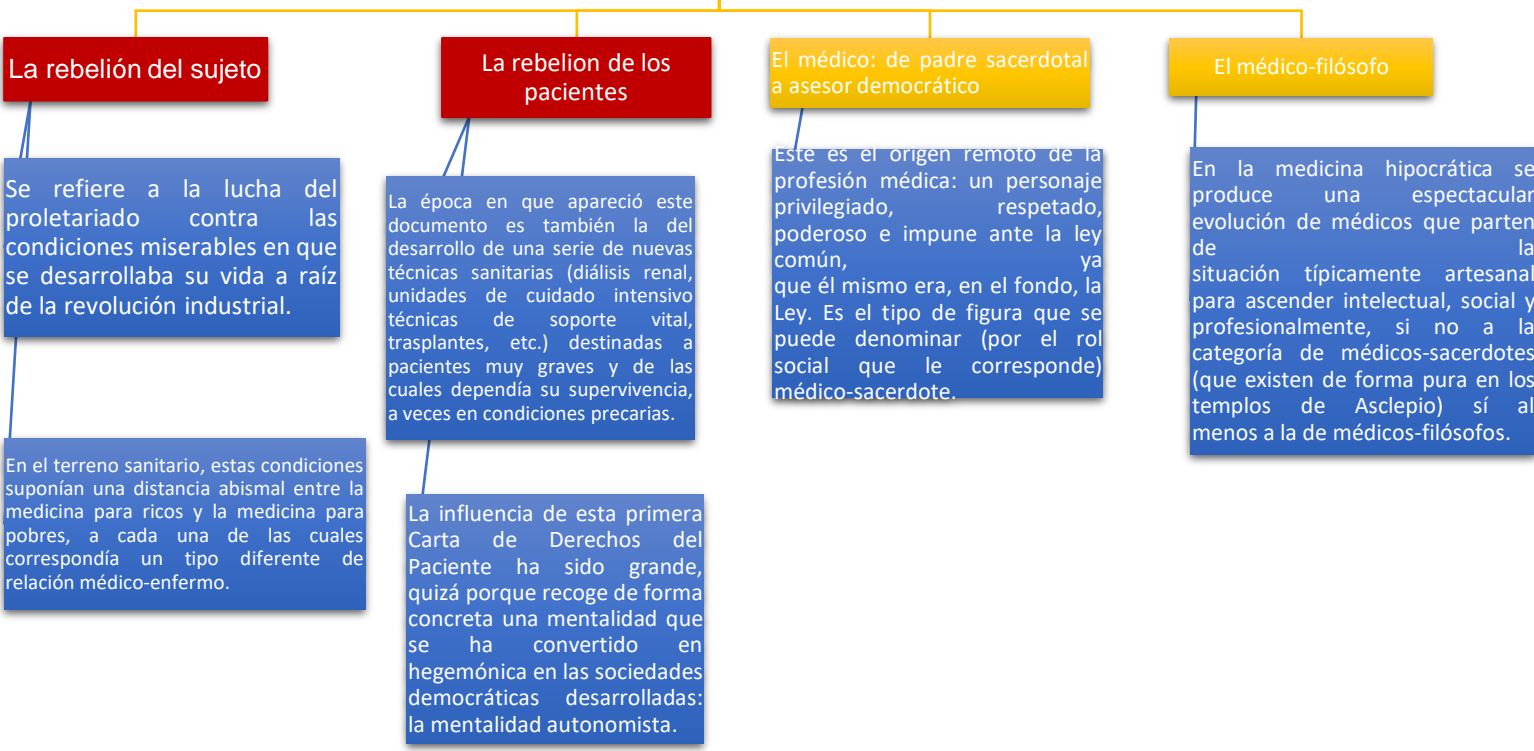 La rebelión del sujeto
Se refiere a la lucha del
proletariado contra las
condiciones miserables en que
se desarrollaba su vida a raíz
de la revolución industrial.
En el terreno sanitario, estas condiciones
suponían una distancia abismal entre la
medicina para ricos y la medicina para
pobres, a cada una de las cuales
correspondía un tipo diferente de
relación médico-enfermo.
La rebelion de los
pacientes
La época en que apareció este
documento es también la del
desarrollo de una serie de nuevas
técnicas sanitarias (diálisis renal,
unidades de cuidado intensivo
técnicas de soporte vital,
trasplantes, etc.) destinadas a
pacientes muy graves y de las
cuales dependía su supervivencia,
a veces en condiciones precarias.
La influencia de esta primera
Carta de Derechos del
Paciente ha sido grande,
quizá porque recoge de forma
concreta una mentalidad que
se ha convertido en
hegemónica en las sociedades
democráticas desarrolladas:
la mentalidad autonomista.
El médico: de padre sacerdotal
a asesor democrático
Este es el origen remoto de la
profesión médica: un personaje
privilegiado, respetado,
poderoso e impune ante la ley
común, ya
que él mismo era, en el fondo, la
Ley. Es el tipo de figura que se
puede denominar (por el rol
social que le corresponde)
médico-sacerdote.
El médico-filósofo
En la medicina hipocrática se
produce una espectacular
evolución de médicos que parten
de la
situación típicamente artesanal
para ascender intelectual, social y
profesionalmente, si no a la
categoría de médicos-sacerdotes
(que existen de forma pura en los
templos de Asclepio) sí al
menos a la de médicos-filósofos.